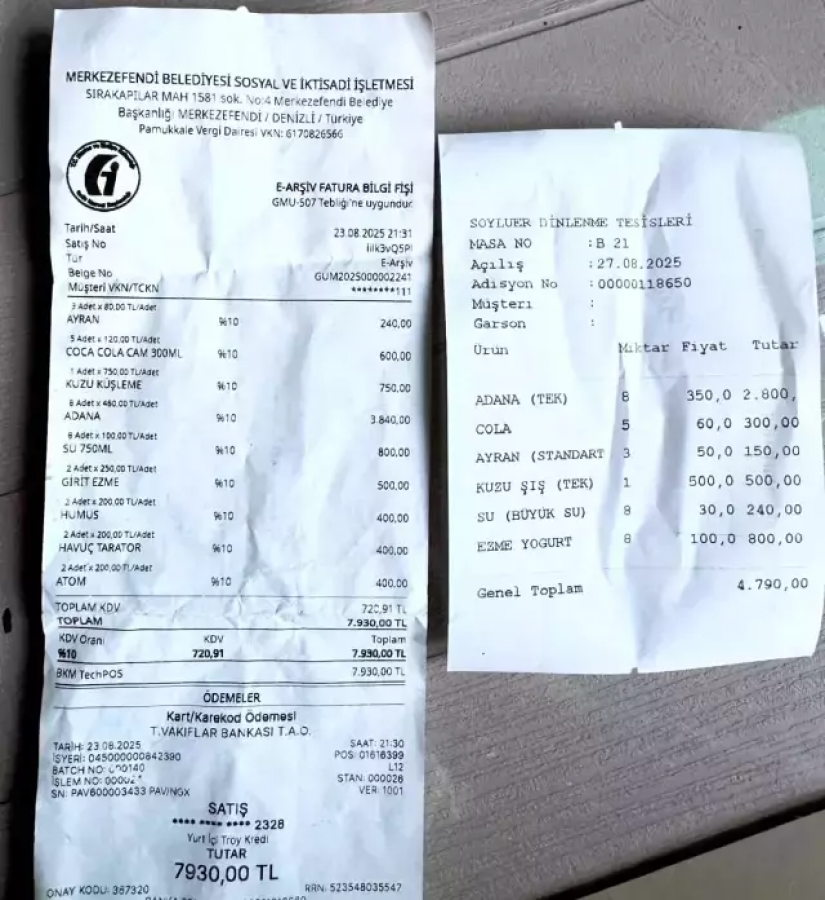 MERKEZEFENDİ BELEDİYESİ SOSYAL VE İKTİSADİ İŞLETMESİ
SIRAKAPILAR MAH 1581 sok. No:4 Merkezefendi Belediye
Başkanlığı MERKEZEFENDİ / DENİZLİ / Türkiye
Pamukkale Vergi Dairesi VKN: 6170826566
E-ARŞİV FATURA BİLGİ FİŞİ
GMU-507 Tebliği'ne uygundur.
Tarih/Saat 23.08.2025 21:31
Satış No
Tür E-Arşiv
Belge No GUM2025000002241
Müşteri VKN/TCKN ********111
3 Adet x 80,00 TL/Adet
AYRAN %10 240,00
5 Adet x 120,00 TL/Adet
COCA COLA CAM 300ML %10 600,00
1 Adet x 750,00 TL/Adet
KUZU KÜŞLEME %10 750,00
8 Adet x 480,00 TL/Adet
ADANA %10 3.840,00
8 Adet x 100,00 TL/Adet
SU 750ML %10 800,00
2 Adet x 250,00 TL/Adet
GİRİT EZME %10 500,00
2 Adet x 200,00 TL/Adet
HUMUS %10 400,00
2 Adet x 200,00 TL/Adet
HAVUÇ TARATOR %10 400,00
2 Adet x 200,00 TL/Adet
ATOM %10 400,00
TOPLAM KDV 720,91 TL
TOPLAM 7.930,00 TL
KDV Oranı KDV Toplam
%10 720,91 7.930,00 TL
BKM TechPOS 7.930,00 TL
ÖDEMELER
Kart/Karekod Ödemesi
T.VAKIFLAR BANKASI T.A.O.
TARİH: 23.08.2025 SAAT: 21:30
İŞYERİ: 045000000842390 POS: 01616399
BATCH NO: L12
İŞLEM NO: STAN: 000026
SN: PAV600003433 PAVINGX VER: 1001
SATIŞ
**** **** **** 2328
Yurt İçi Troy Kredi
TUTAR
7930,00 TL
ONAY KODU: 367320 RRN: 523548035547
SOYLUER DİNLENME TESİSLERİ
MASA NO :B 21
Açılış :27.08.2025
Adisyon No :00000118650
Müşteri :
Garson :
Ürün Miktar Fiyat Tutar
ADANA (TEK) 8 350,0 2.800,
COLA 5 60,0 300,00
AYRAN (STANDART 3 50,0 150,00
KUZU ŞIŞ (TEK) 1 500,0 500,00
SU (BÜYÜK SU) 8 30,0 240,00
EZME YOGURT 8 100,0 800,00
Genel Toplam 4.790,00